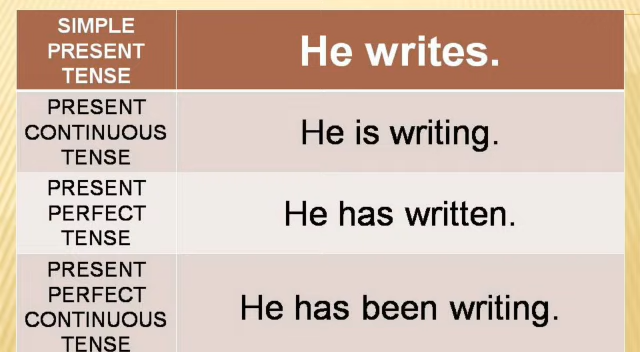 SIMPLE
PRESENT
TENSE
He writes.
PRESENT
CONTINUOUS
TENSE
He is writing.
PRESENT
PERFECT
TENSE
He has written.
PRESENT
PERFECT
CONTINUOUS
TENSE
He has been writing.